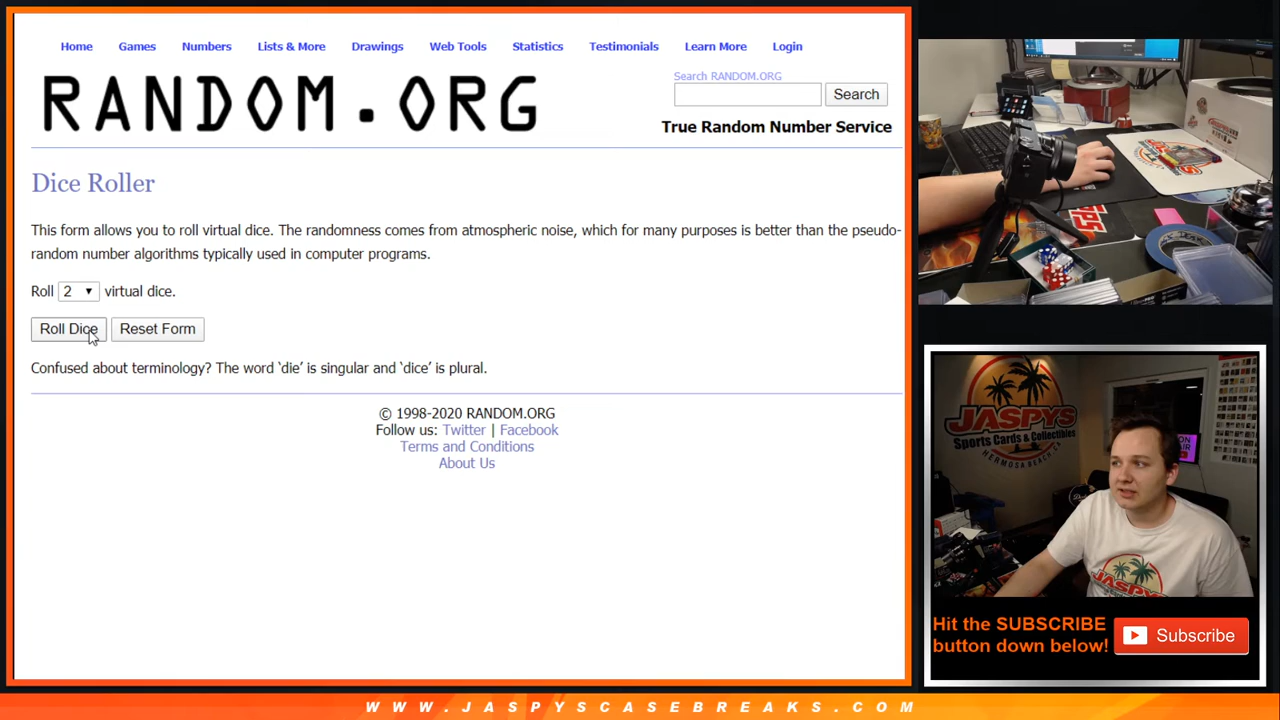 Home Games Numbers Lists & More Drawings Web Tools Statistics Testimonials Learn More Login
RANDOM.ORG
Search RANDOM.ORG
Search
True Random Number Service
Dice Roller
This form allows you to roll virtual dice. The randomness comes from atmospheric noise, which for many purposes is better than the pseudo-
random number algorithms typically used in computer programs.
Roll 2 virtual dice.
Roll Dice Reset Form
Confused about terminology? The word ‘die’ is singular and ‘dice’ is plural.
© 1998-2020 RANDOM.ORG
Follow us: Twitter | Facebook
Terms and Conditions
About Us
JASPYS
Sports Cards & Collectibles
HERMOSA BEACH, CA
JASPYS
Hit the SUBSCRIBE
button down below!
Subscribe
WWW.JASPYSCASEBREAKS.COM